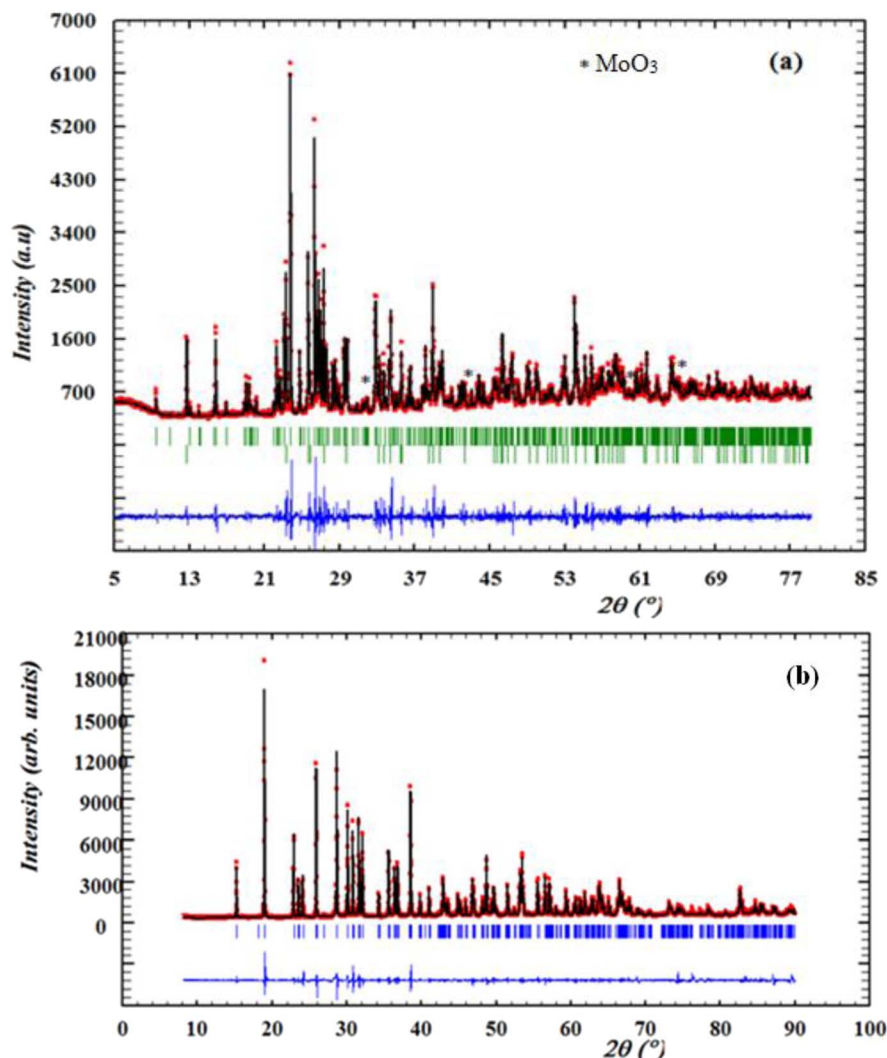 7000
(a)
* MoO3
6100
5200
4300
3400
2500
1600
700
*
*
*
Intensity (a.u)
5 13 21 29 37 45 53 61 69 77 85
2θ (°)
21000
(b)
18000
15000
12000
9000
6000
3000
0
Intensity (arb. units)
0 10 20 30 40 50 60 70 80 90 100
2θ (°)